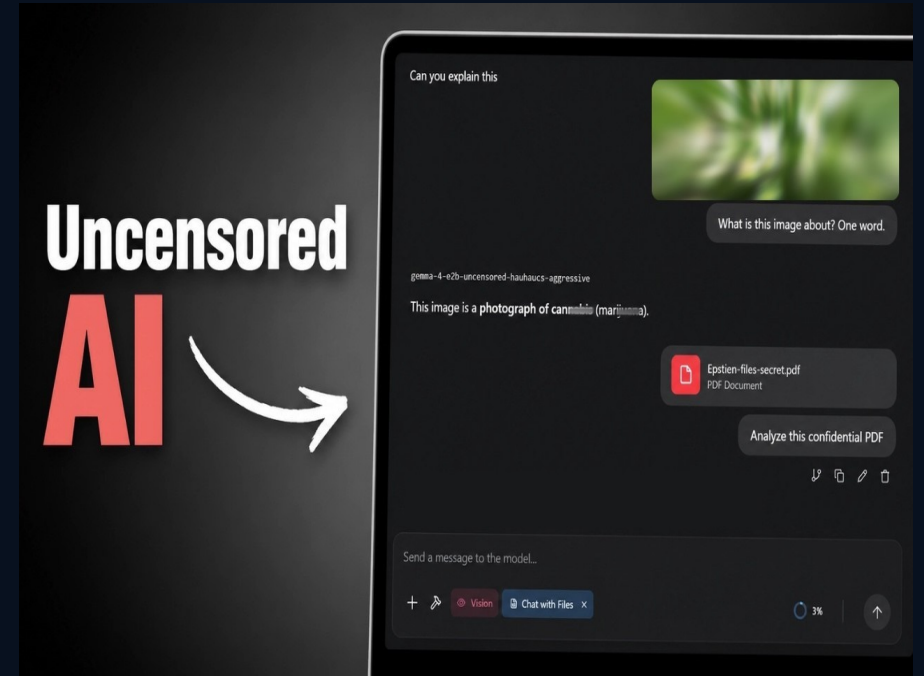 Uncensored
AI
Can you explain this
What is this image about? One word.
gemma-4-e2b-uncensored-hauhaucs-aggressive
This image is a photograph of cannabis (marijuana).
Epstien-files-secret.pdf
PDF Document
Analyze this confidential PDF
Send a message to the model...
Vision
Chat with Files
3%